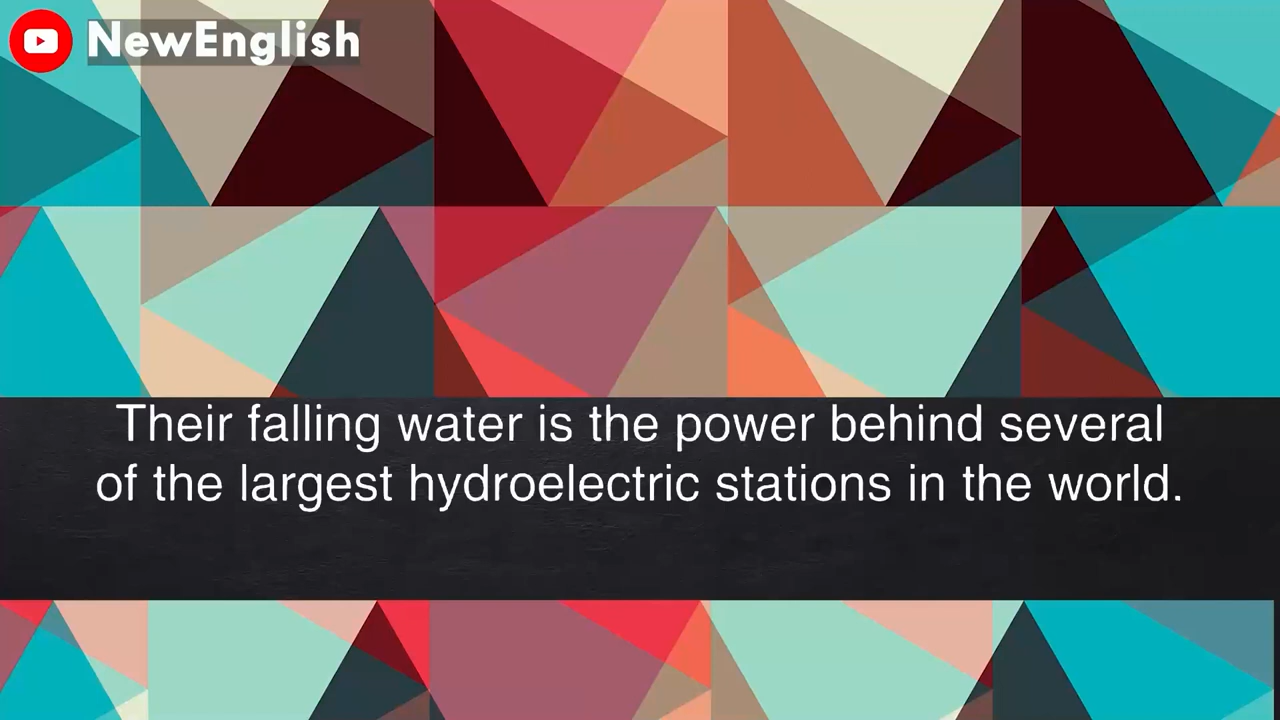 NewEnglish
Their falling water is the power behind several
of the largest hydroelectric stations in the world.